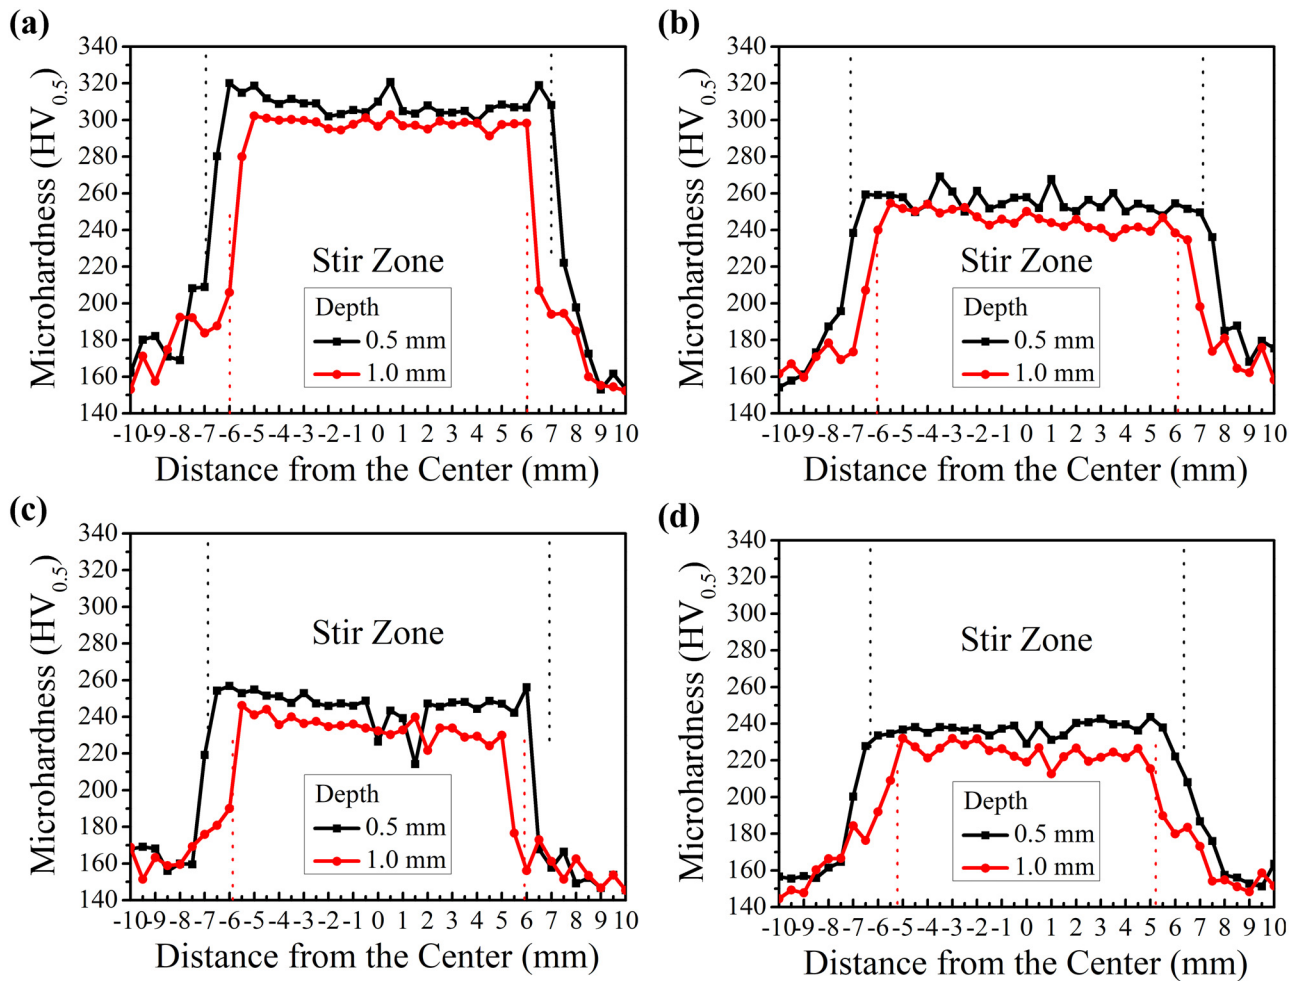 (a)
340
320
300
280
260
240
220
200
180
160
140
Microhardness (HV0.5)
Stir Zone
Depth
0.5 mm
1.0 mm
-10 -9 -8 -7 -6 -5 -4 -3 -2 -1 0 1 2 3 4 5 6 7 8 9 10
Distance from the Center (mm)
(b)
340
320
300
280
260
240
220
200
180
160
140
Microhardness (HV0.5)
Stir Zone
Depth
0.5 mm
1.0 mm
-10 -9 -8 -7 -6 -5 -4 -3 -2 -1 0 1 2 3 4 5 6 7 8 9 10
Distance from the Center (mm)
(c)
340
320
300
280
260
240
220
200
180
160
140
Microhardness (HV0.5)
Stir Zone
Depth
0.5 mm
1.0 mm
-10 -9 -8 -7 -6 -5 -4 -3 -2 -1 0 1 2 3 4 5 6 7 8 9 10
Distance from the Center (mm)
(d)
340
320
300
280
260
240
220
200
180
160
140
Microhardness (HV0.5)
Stir Zone
Depth
0.5 mm
1.0 mm
-10 -9 -8 -7 -6 -5 -4 -3 -2 -1 0 1 2 3 4 5 6 7 8 9 10
Distance from the Center (mm)